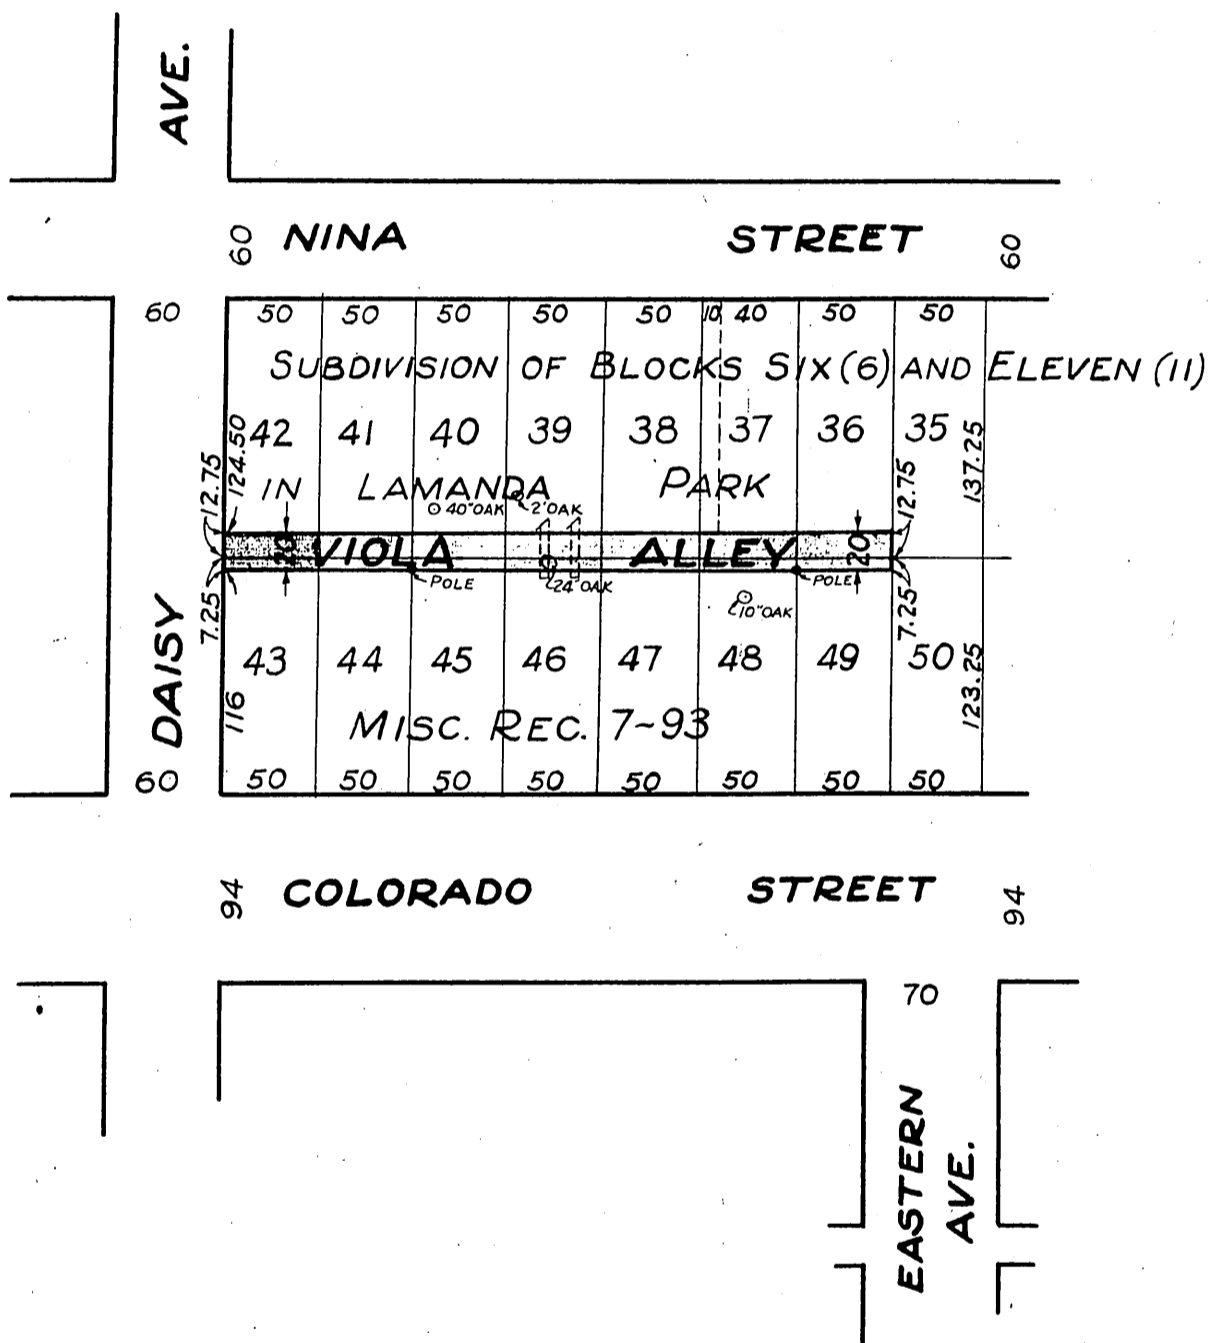 AVE.
60 NINA STREET 60
60 50 50 50 50 50 10 40 50 50
SUBDIVISION OF BLOCKS SIX (6) AND ELEVEN (11)
42 41 40 39 38 37 36 35
12.75 124.50 12.75 137.25
IN LAMANDA PARK
40" OAK 2" OAK
20 VIOLA ALLEY 20
POLE 24" OAK POLE
10" OAK
7.25 7.25
43 44 45 46 47 48 49 50
DAISY 116 123.25
MISC. REC. 7~93
60 50 50 50 50 50 50 50 50
94 COLORADO STREET 94
70
EASTERN
AVE.